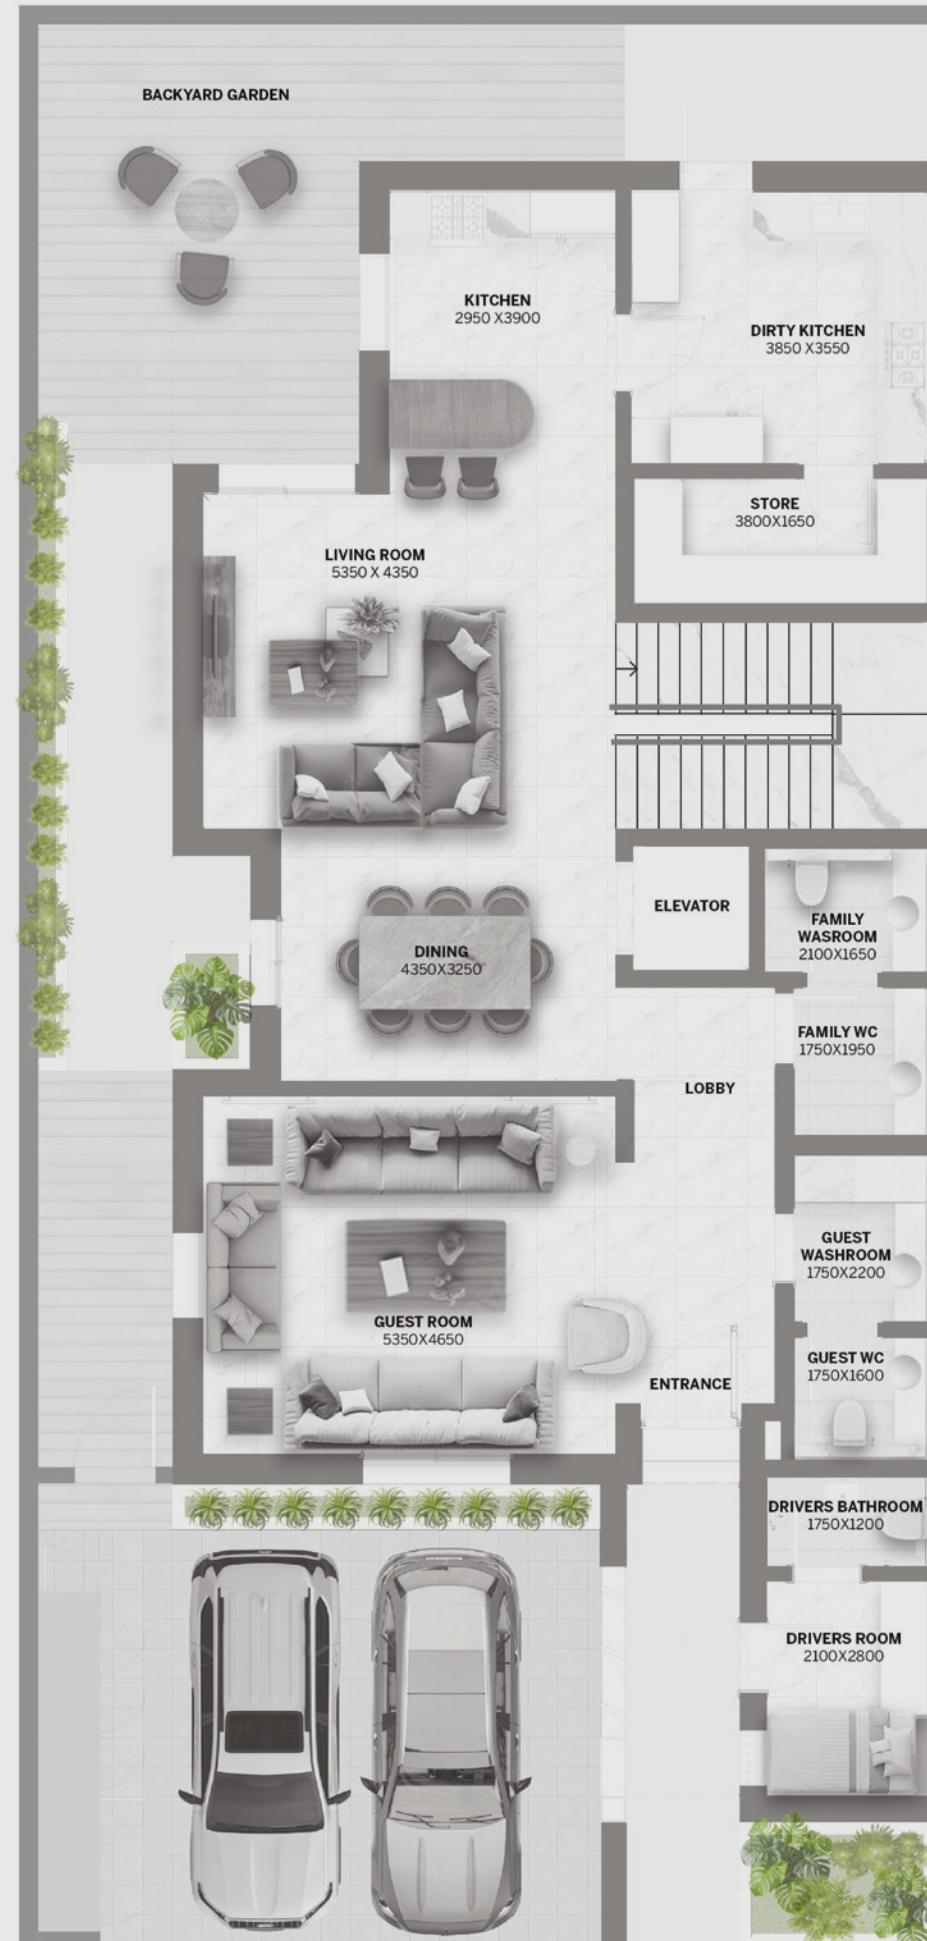 BACKYARD GARDEN
KITCHEN
2950 X3900
DIRTY KITCHEN
3850 X3550
STORE
3800X1650
LIVING ROOM
5350 X 4350
ELEVATOR
FAMILY
WASROOM
2100X1650
DINING
4350X3250
FAMILY WC
1750X1950
LOBBY
GUEST
WASHROOM
1750X2200
GUEST ROOM
5350X4650
GUEST WC
1750X1600
ENTRANCE
DRIVERS BATHROOM
1750X1200
DRIVERS ROOM
2100X2800